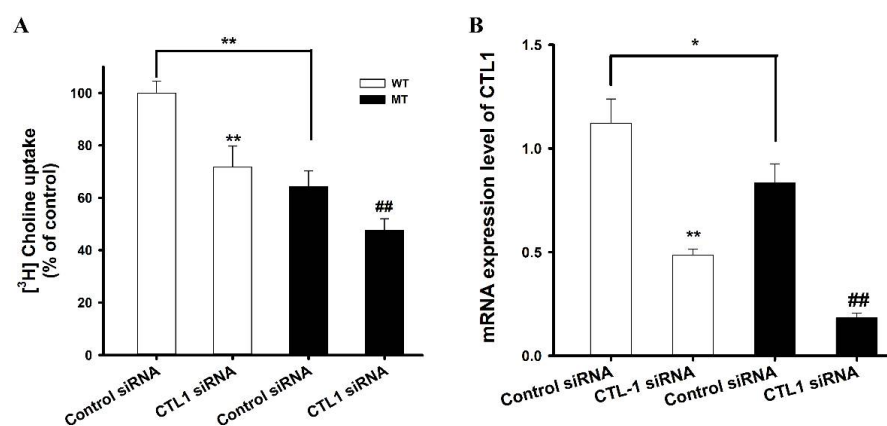 A
**
WT
MT
[³H] Choline uptake
(% of control)
100
80
60
40
20
0
**
##
Control siRNA
CTL1 siRNA
Control siRNA
CTL1 siRNA
B
*
mRNA expression level of CTL1
1.5
1.0
0.5
0.0
**
##
Control siRNA
CTL-1 siRNA
Control siRNA
CTL1 siRNA